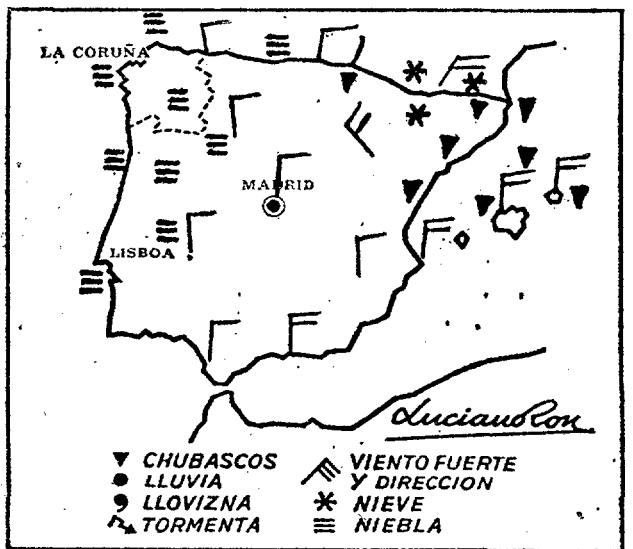 LA CORUÑA
MADRID
LISBOA
Luciano Ron.
CHUBASCOS
LLUVIA
LLOVIZNA
TORMENTA
VIENTO FUERTE
Y DIRECCION
NIEVE
NIEBLA